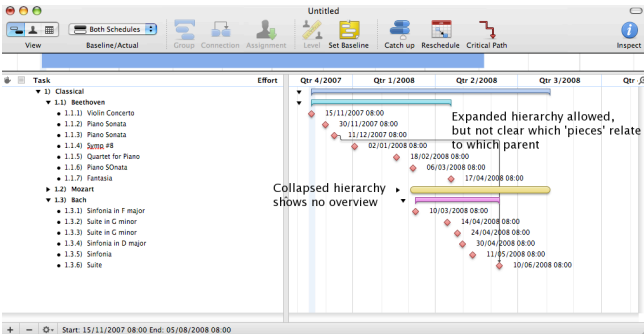 Untitled
Both Schedules
View
Baseline/Actual
Group
Connection
Assignment
Level
Set Baseline
Catch up
Reschedule
Critical Path
Inspect
Task
Effort
Qtr 4/2007
Qtr 1/2008
Qtr 2/2008
Qtr 3/2008
Qtr
1) Classical
1.1) Beethoven
1.1.1) Violin Concerto
15/11/2007 08:00
1.1.2) Piano Sonata
30/11/2007 08:00
1.1.3) Piano Sonata
11/12/2007 08:00
1.1.4) Symp #8
02/01/2008 08:00
1.1.5) Quartet for Piano
18/02/2008 08:00
1.1.6) Piano SOnata
06/03/2008 08:00
1.1.7) Fantasia
17/04/2008 08:00
Expanded hierarchy allowed,
but not clear which 'pieces' relate
to which parent
1.2) Mozart
Collapsed hierarchy
shows no overview
1.3) Bach
1.3.1) Sinfonia in F major
10/03/2008 08:00
1.3.2) Suite in G minor
14/04/2008 08:00
1.3.3) Suite in G minor
24/04/2008 08:00
1.3.4) Sinfonia in D major
30/04/2008 08:00
1.3.5) Sinfonia
11/05/2008 08:00
1.3.6) Suite
10/06/2008 08:00
Start: 15/11/2007 08:00 End: 05/08/2008 08:00